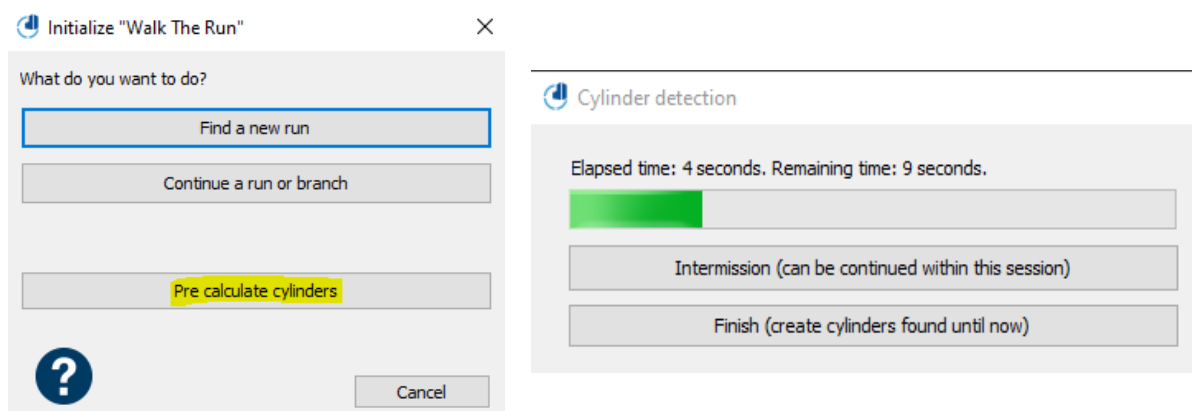 Initialize "Walk The Run"
What do you want to do?
Find a new run
Continue a run or branch
Pre calculate cylinders
?
Cancel
Cylinder detection
Elapsed time: 4 seconds. Remaining time: 9 seconds.
Intermission (can be continued within this session)
Finish (create cylinders found until now)